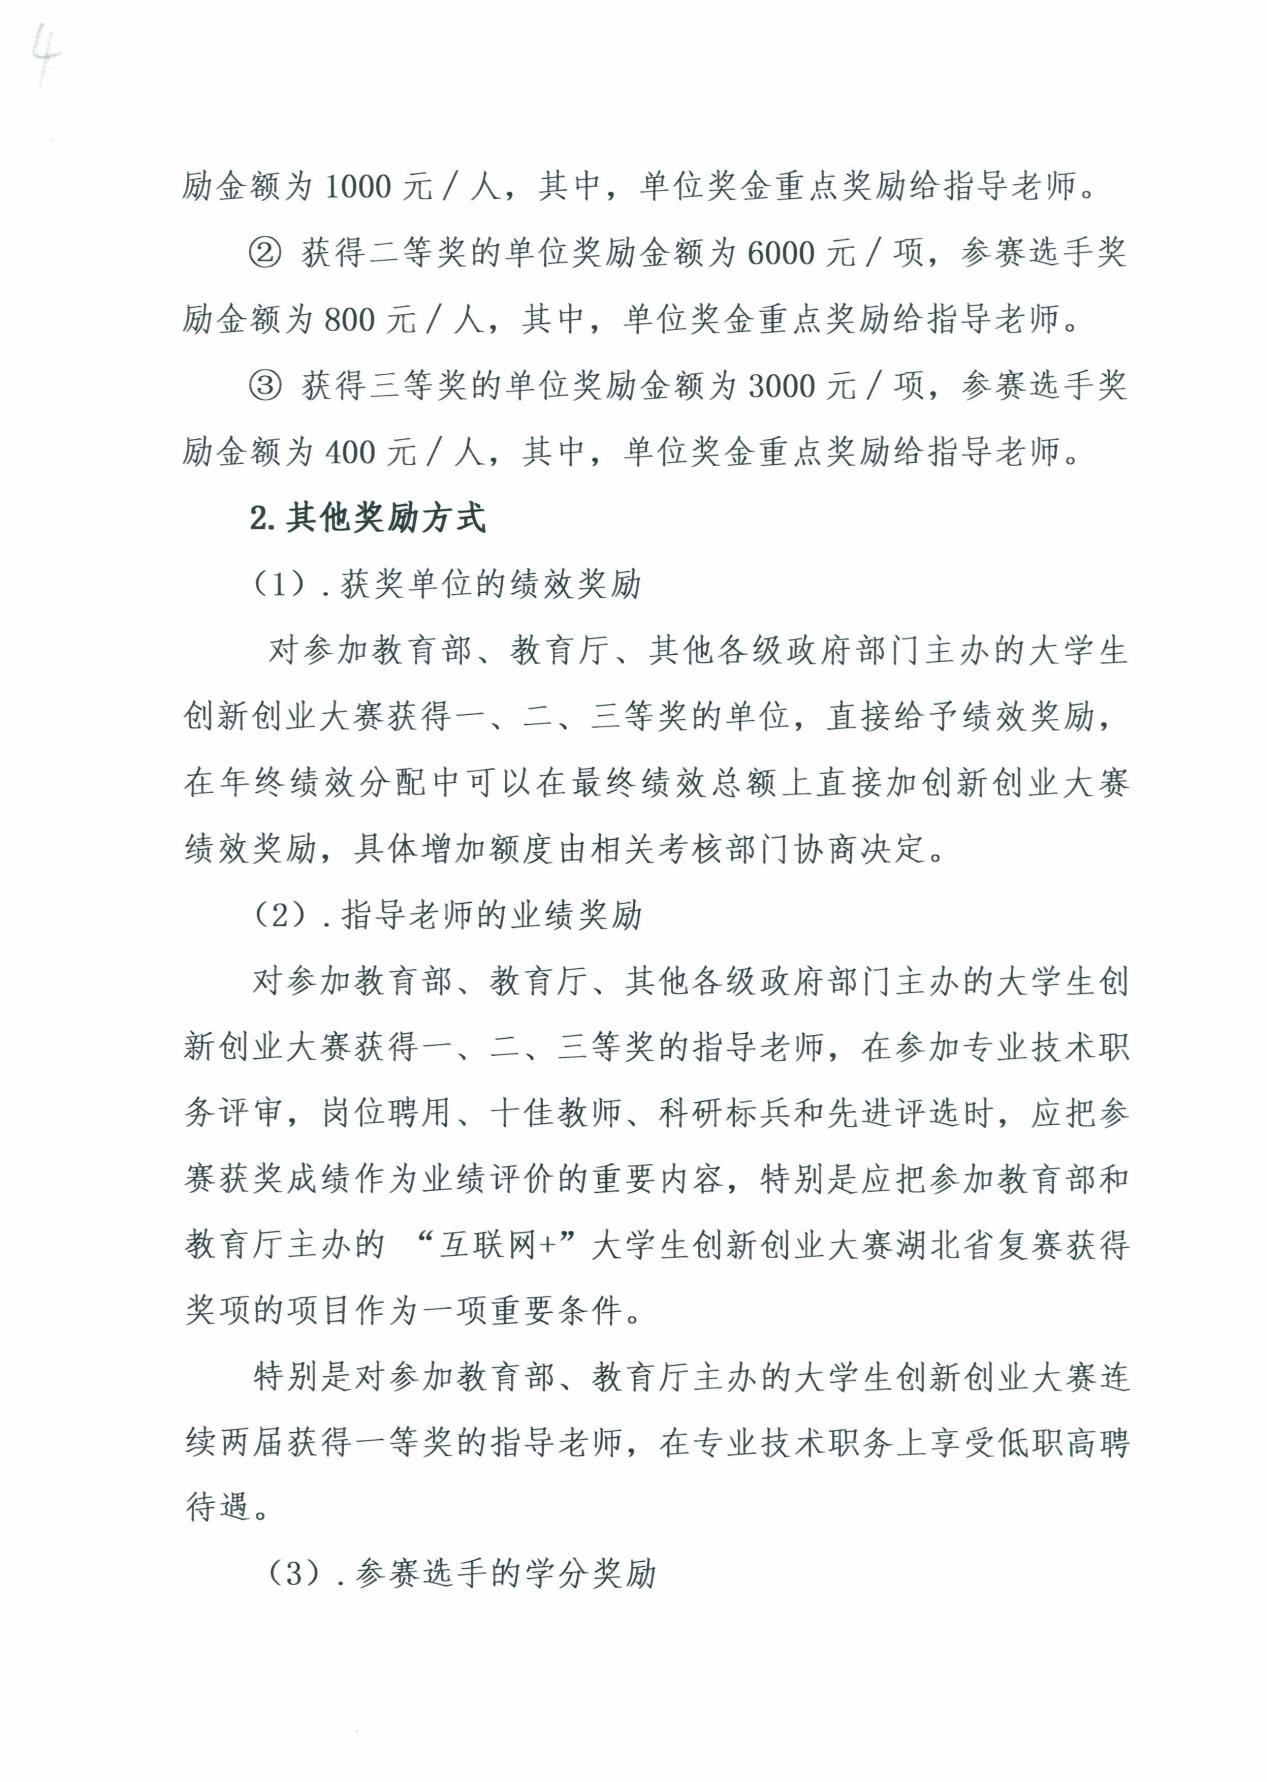 4
励金额为 1000 元/人，其中，单位奖金重点奖励给指导老师。
② 获得二等奖的单位奖励金额为 6000 元/项，参赛选手奖
励金额为 800 元/人，其中，单位奖金重点奖励给指导老师。
③ 获得三等奖的单位奖励金额为 3000 元/项，参赛选手奖
励金额为 400 元/人，其中，单位奖金重点奖励给指导老师。
2.其他奖励方式
（1）.获奖单位的绩效奖励
对参加教育部、教育厅、其他各级政府部门主办的大学生
创新创业大赛获得一、二、三等奖的单位，直接给予绩效奖励，
在年终绩效分配中可以在最终绩效总额上直接加创新创业大赛
绩效奖励，具体增加额度由相关考核部门协商决定。
（2）.指导老师的业绩奖励
对参加教育部、教育厅、其他各级政府部门主办的大学生创
新创业大赛获得一、二、三等奖的指导老师，在参加专业技术职
务评审，岗位聘用、十佳教师、科研标兵和先进评选时，应把参
赛获奖成绩作为业绩评价的重要内容，特别是应把参加教育部和
教育厅主办的 “互联网+”大学生创新创业大赛湖北省复赛获得
奖项的项目作为一项重要条件。
特别是对参加教育部、教育厅主办的大学生创新创业大赛连
续两届获得一等奖的指导老师，在专业技术职务上享受低职高聘
待遇。
（3）.参赛选手的学分奖励